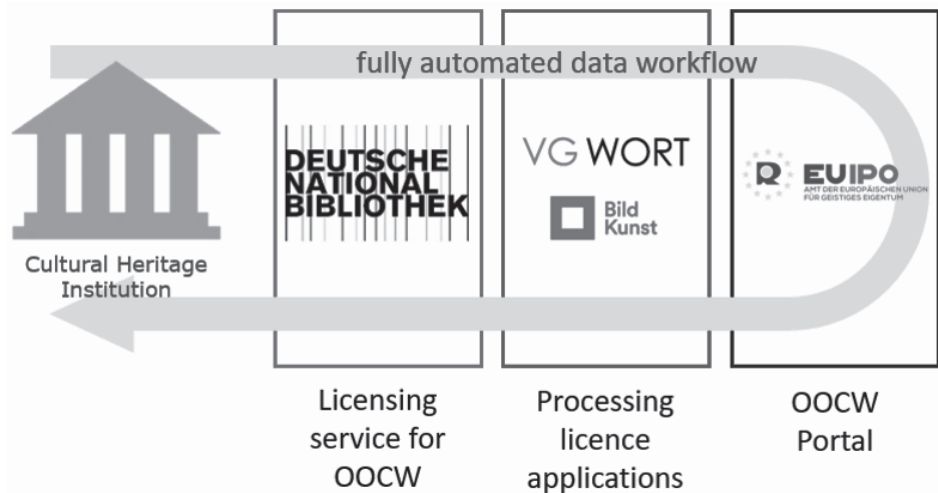 fully automated data workflow
Cultural Heritage
Institution
DEUTSCHE
NATIONAL
BIBLIOTHEK
VG WORT
Bild
Kunst
R
EUIPO
AMT DER EUROPÄISCHEN UNION
FÜR GEISTIGES EIGENTUM
Licensing
service for
OOCW
Processing
licence
applications
OOCW
Portal